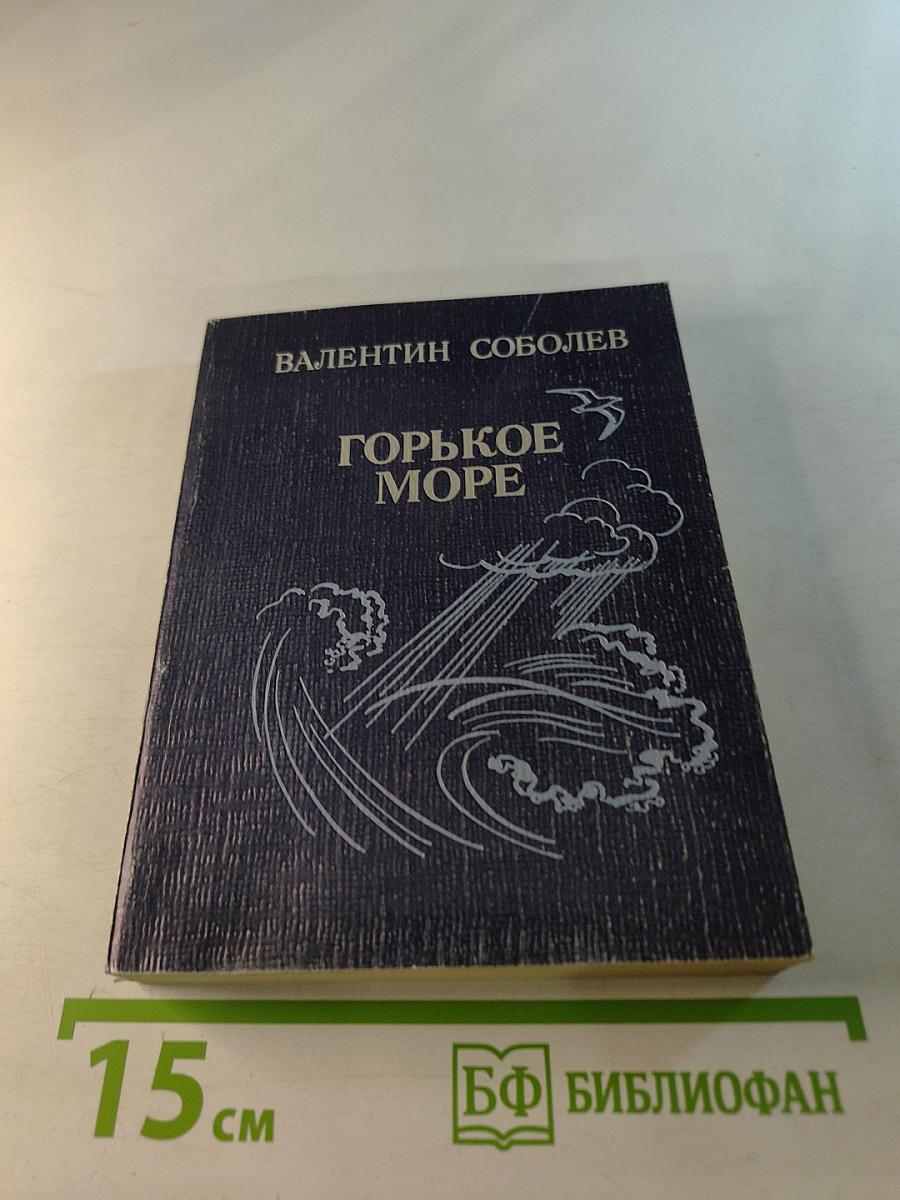 ВАЛЕНТИН СОБОЛЕВ
ГОРЬКОЕ
МОРЕ
15 см
БФ БИБЛИОФАН